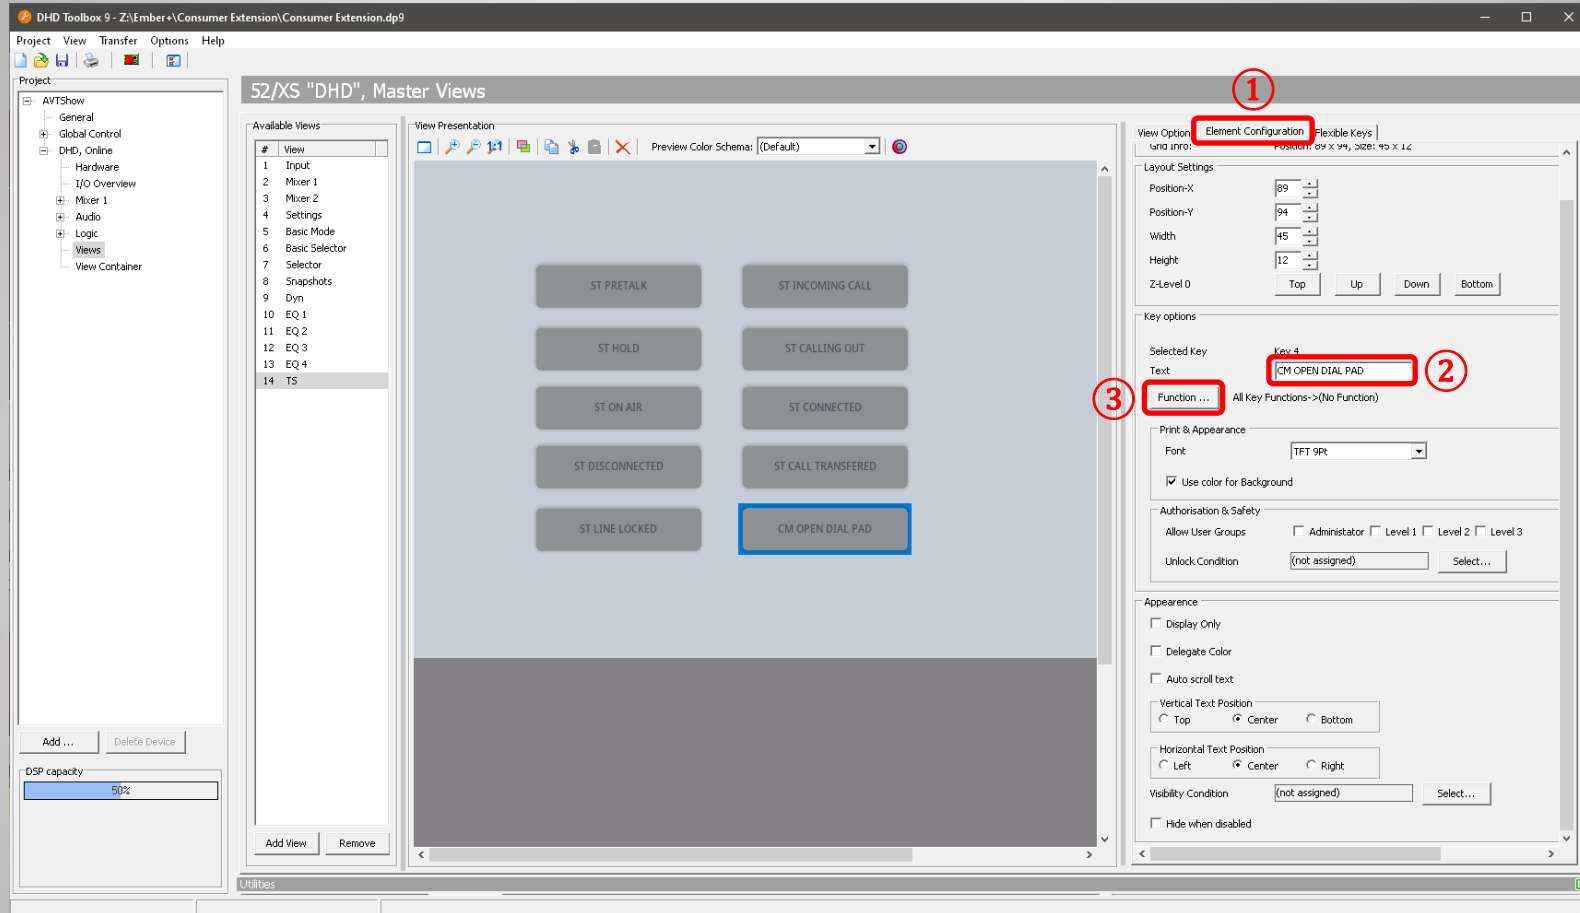 DHD Toolbox 9 - Z:\Ember+\Consumer Extension\Consumer Extension.dp9
Project View Transfer Options Help
Project
AVTShow
General
Global Control
DHD, Online
Hardware
I/O Overview
Mixer 1
Audio
Logic
Views
View Container
Add ...
Delete Device
DSP capacity
50%
52/XS "DHD", Master Views
Available Views
# View
1 Input
2 Mixer 1
3 Mixer 2
4 Settings
5 Basic Mode
6 Basic Selector
7 Selector
8 Snapshots
9 Dyn
10 EQ 1
11 EQ 2
12 EQ 3
13 EQ 4
14 TS
Add View
Remove
View Presentation
1:1
Preview Color Schema: (Default)
ST PRETALK
ST INCOMING CALL
ST HOLD
ST CALLING OUT
ST ON AIR
ST CONNECTED
ST DISCONNECTED
ST CALL TRANSFERED
ST LINE LOCKED
CM OPEN DIAL PAD
①
View Option
Element Configuration
Flexible Keys
Grid Info: Position: 89 x 94, Size: 45 x 12
Layout Settings
Position-X 89
Position-Y 94
Width 45
Height 12
Z-Level 0 Top Up Down Bottom
Key options
Selected Key Key 4
Text CM OPEN DIAL PAD ②
③ Function ... All Key Functions->(No Function)
Print & Appearance
Font TFT 9Pt
Use color for Background
Authorisation & Safety
Allow User Groups Administator Level 1 Level 2 Level 3
Unlock Condition (not assigned) Select...
Appearence
Display Only
Delegate Color
Auto scroll text
Vertical Text Position
Top Center Bottom
Horizontal Text Position
Left Center Right
Visibility Condition (not assigned) Select...
Hide when disabled
Utilities